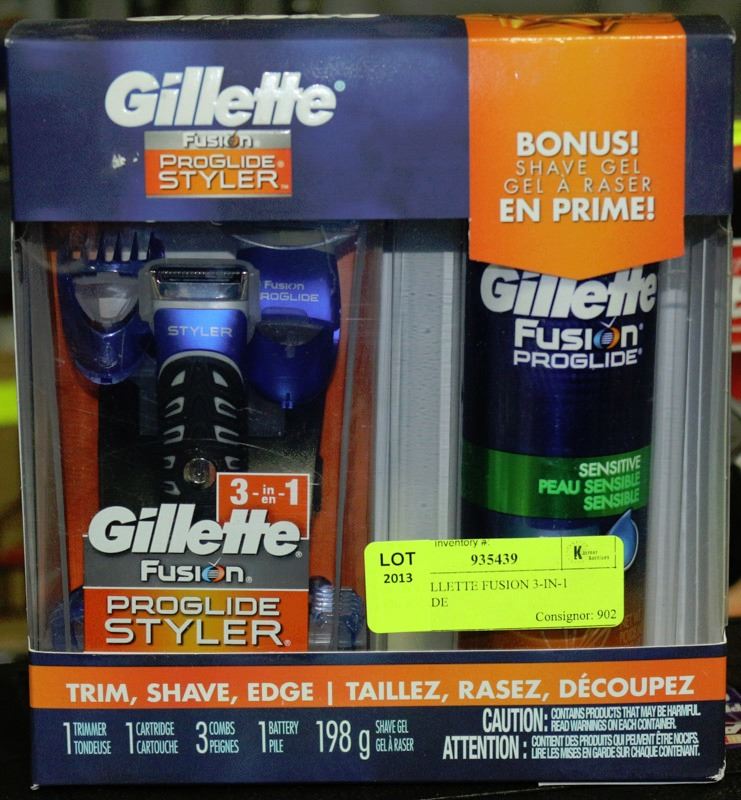 Gillette
Fusion
PROGLIDE®
STYLER™
BONUS!
SHAVE GEL
GEL À RASER
EN PRIME!
Fusion
PROGLIDE
STYLER
Gillette
Fusion
PROGLIDE®
SENSITIVE
PEAU SENSIBLE
SENSIBLE
3-in/en-1
Gillette®
Fusion®
PROGLIDE
STYLER®
LOT
2013
Inventory #:
935439
LLETTE FUSION 3-IN-1
DE
Consignor: 902
TRIM, SHAVE, EDGE | TAILLEZ, RASEZ, DÉCOUPEZ
1 TRIMMER TONDEUSE
1 CARTRIDGE CARTOUCHE
3 COMBS PEIGNES
1 BATTERY PILE
198 g SHAVE GEL GEL À RASER
CAUTION: CONTAINS PRODUCTS THAT MAY BE HARMFUL. READ WARNINGS ON EACH CONTAINER.
ATTENTION : CONTIENT DES PRODUITS QUI PEUVENT ÊTRE NOCIFS. LIRE LES MISES EN GARDE SUR CHAQUE CONTENANT.